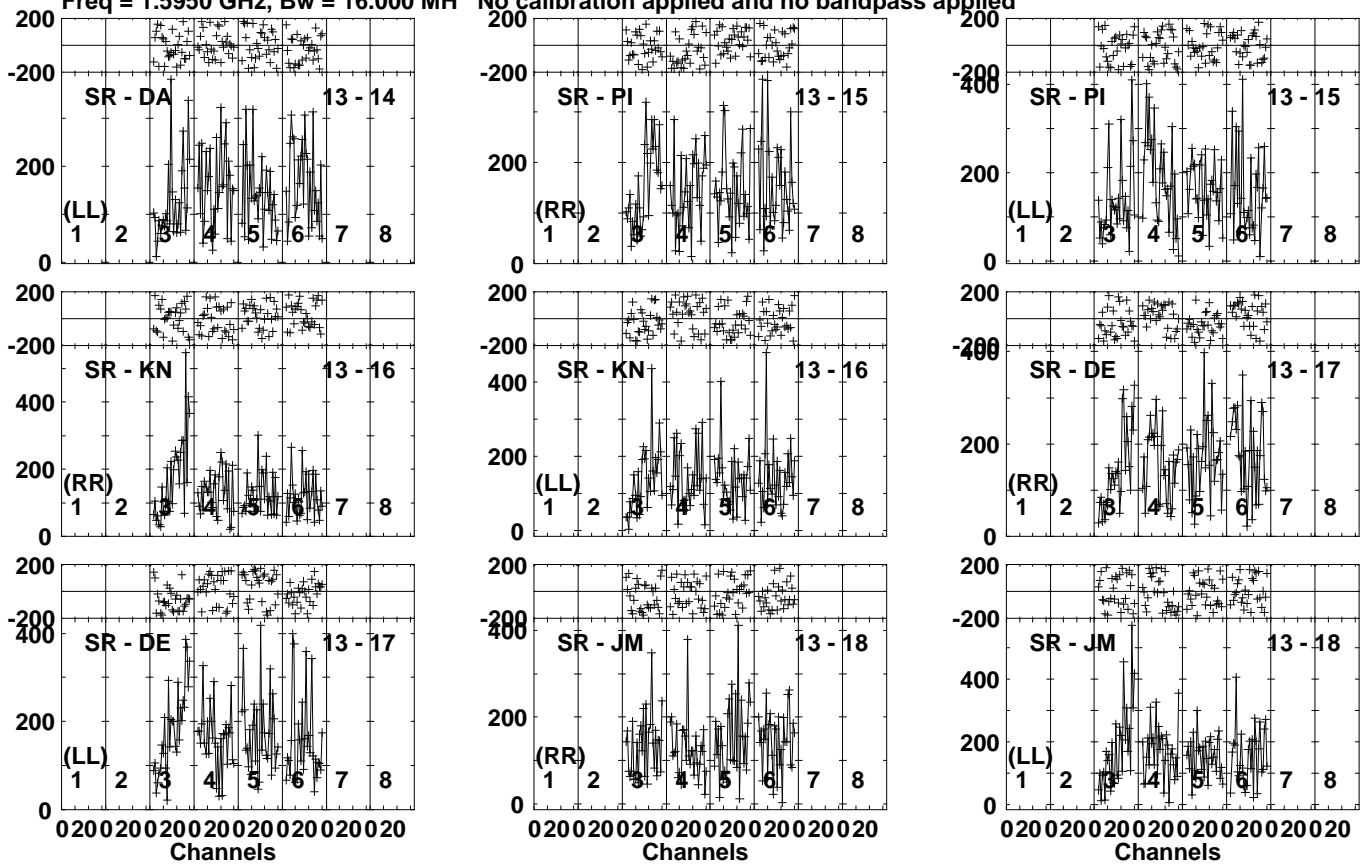 Freq = 1.5950 GHz, Bw = 16.000 MH No calibration applied and no bandpass applied
200 200 200
-200 -200 -200
400
SR - DA 13 - 14 SR - PI 13 - 15 SR - PI 13 - 15
200 200 200
(LL) (RR) (LL)
1 2 3 4 5 6 7 8 1 2 3 4 5 6 7 8 1 2 3 4 5 6 7 8
0 0 0
200 200 200
-200 -200 -200
400
SR - KN 13 - 16 SR - KN 13 - 16 SR - DE 13 - 17
400 400
200 200 200
(RR) (LL) (RR)
1 2 3 4 5 6 7 8 1 2 3 4 5 6 7 8 1 2 3 4 5 6 7 8
0 0 0
200 200 200
-200 -200 -200
400 400
SR - DE 13 - 17 SR - JM 13 - 18 SR - JM 13 - 18
400
200 200 200
(LL) (RR) (LL)
1 2 3 4 5 6 7 8 1 2 3 4 5 6 7 8 1 2 3 4 5 6 7 8
0 0 0
0 20 0 20 0 20 0 20 0 20 0 20 0 20 0 20 0 20 0 20 0 20 0 20 0 20 0 20 0 20 0 20 0 20 0 20 0 20 0 20 0 20 0 20 0 20 0 20
Channels Channels Channels